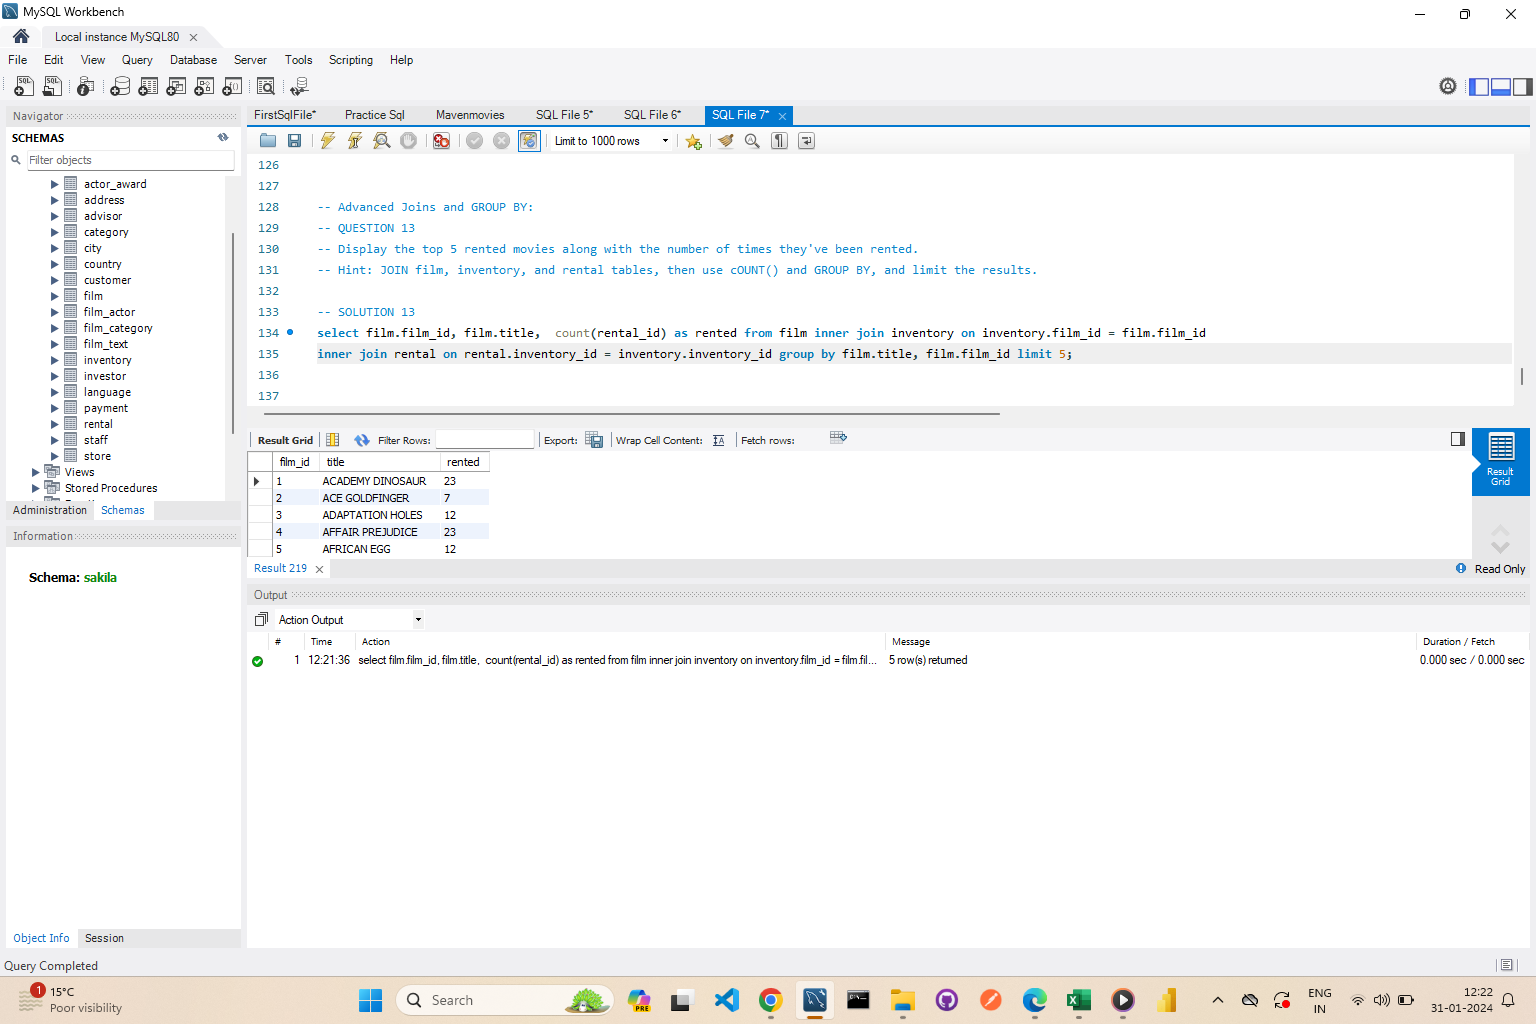 MySQL Workbench
Local instance MySQL80
File Edit View Query Database Server Tools Scripting Help
Navigator
SCHEMAS
Filter objects
actor_award
address
advisor
category
city
country
customer
film
film_actor
film_category
film_text
inventory
investor
language
payment
rental
staff
store
Views
Stored Procedures
Administration Schemas
Information
Schema: sakila
Object Info Session
FirstSqlFile* Practice Sql Mavenmovies SQL File 5* SQL File 6* SQL File 7*
Limit to 1000 rows
126
127
128 -- Advanced Joins and GROUP BY:
129 -- QUESTION 13
130 -- Display the top 5 rented movies along with the number of times they've been rented.
131 -- Hint: JOIN film, inventory, and rental tables, then use cOUNT() and GROUP BY, and limit the results.
132
133 -- SOLUTION 13
134 select film.film_id, film.title, count(rental_id) as rented from film inner join inventory on inventory.film_id = film.film_id
135 inner join rental on rental.inventory_id = inventory.inventory_id group by film.title, film.film_id limit 5;
136
137
Result Grid Filter Rows: Export: Wrap Cell Content: Fetch rows:
film_id title rented
1 ACADEMY DINOSAUR 23
2 ACE GOLDFINGER 7
3 ADAPTATION HOLES 12
4 AFFAIR PREJUDICE 23
5 AFRICAN EGG 12
Result
Grid
Result 219
Read Only
Output
Action Output
# Time Action Message Duration / Fetch
1 12:21:36 select film.film_id, film.title, count(rental_id) as rented from film inner join inventory on inventory.film_id = film.fil... 5 row(s) returned 0.000 sec / 0.000 sec
Query Completed
1
15°C
Poor visibility
Search
PRE
ENG
IN
12:22
31-01-2024